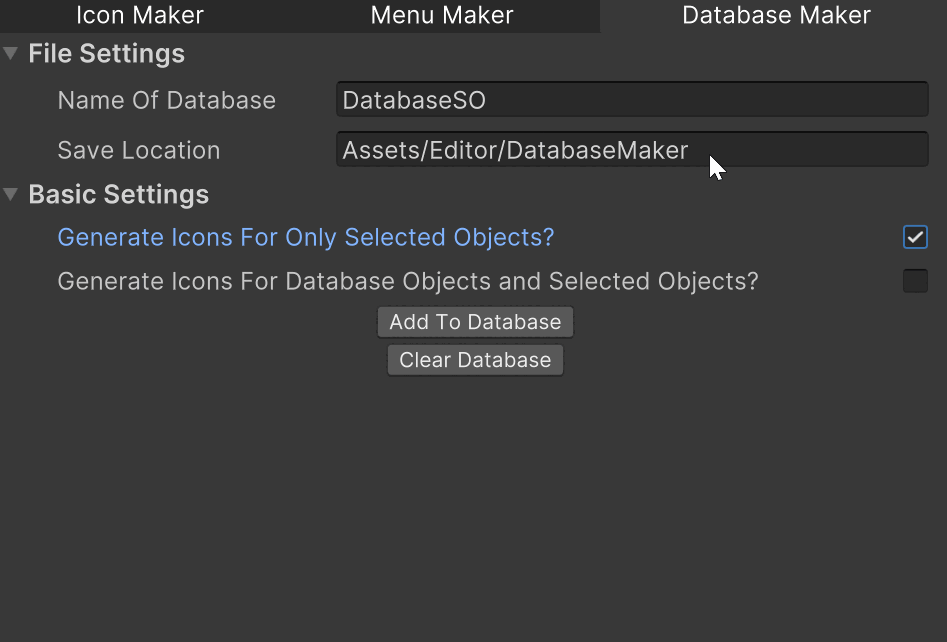 Icon Maker Menu Maker Database Maker
File Settings
Name Of Database DatabaseSO
Save Location Assets/Editor/DatabaseMaker
Basic Settings
Generate Icons For Only Selected Objects?
Generate Icons For Database Objects and Selected Objects?
Add To Database
Clear Database